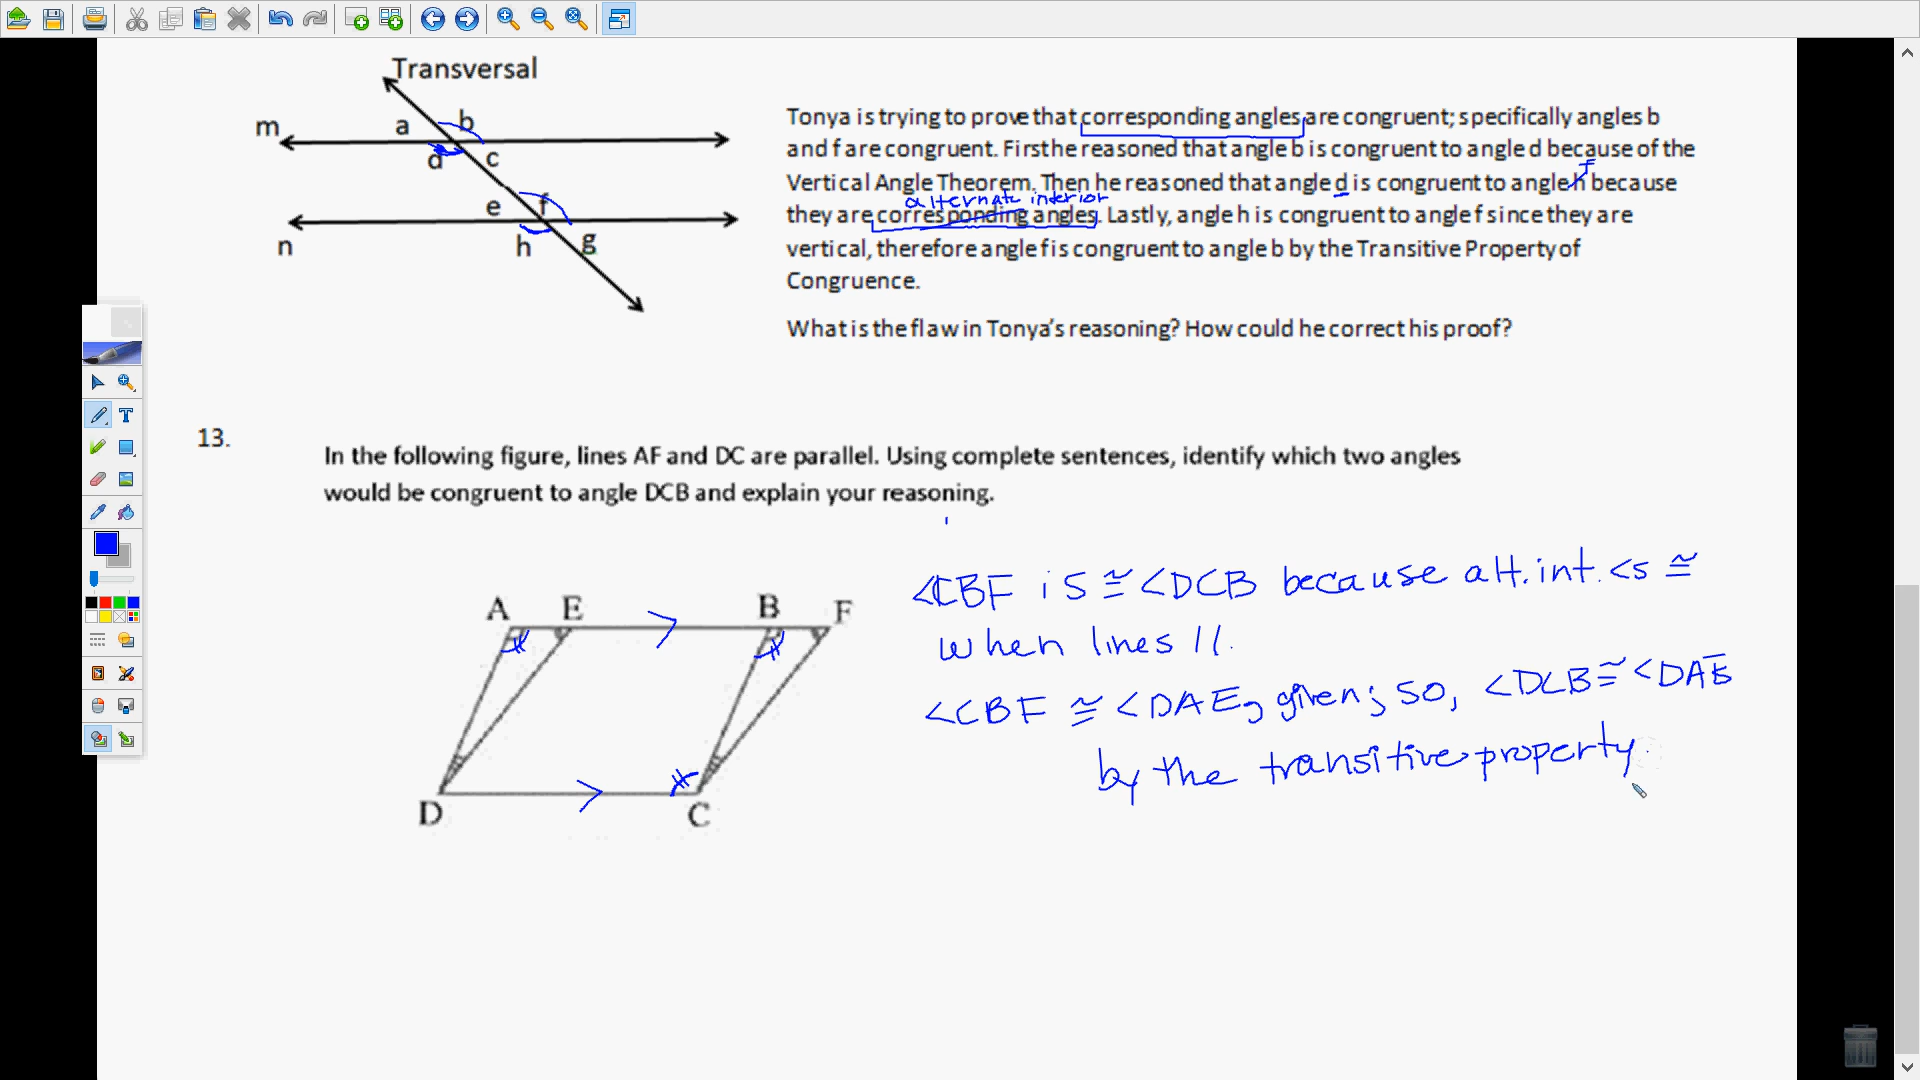 Transversal
m
a
b
d
c
e
f
n
h
g
Tonya is trying to prove that corresponding angles are congruent; specifically angles b
and f are congruent. First he reasoned that angle b is congruent to angle d because of the
Vertical Angle Theorem. Then he reasoned that angle d is congruent to angle h because
f
alternate interior
they are corresponding angles. Lastly, angle h is congruent to angle f since they are
vertical, therefore angle f is congruent to angle b by the Transitive Property of
Congruence.
What is the flaw in Tonya's reasoning? How could he correct his proof?
13.
In the following figure, lines AF and DC are parallel. Using complete sentences, identify which two angles
would be congruent to angle DCB and explain your reasoning.
A E B F
D C
<CBF is ≅ <DCB because alt. int. <s ≅
when lines //.
<CBF ≅ <DAE, given; so, <DCB ≅ <DAE
by the transitive property.